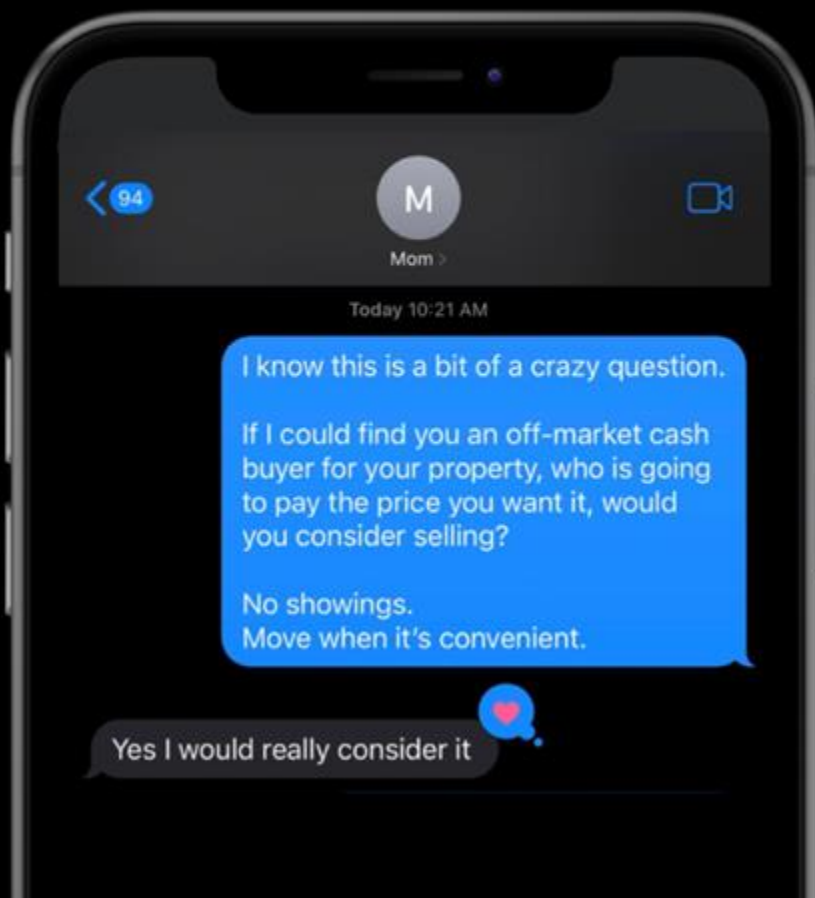 94
M
Mom >
Today 10:21 AM
I know this is a bit of a crazy question.
If I could find you an off-market cash
buyer for your property, who is going
to pay the price you want it, would
you consider selling?
No showings.
Move when it's convenient.
Yes I would really consider it